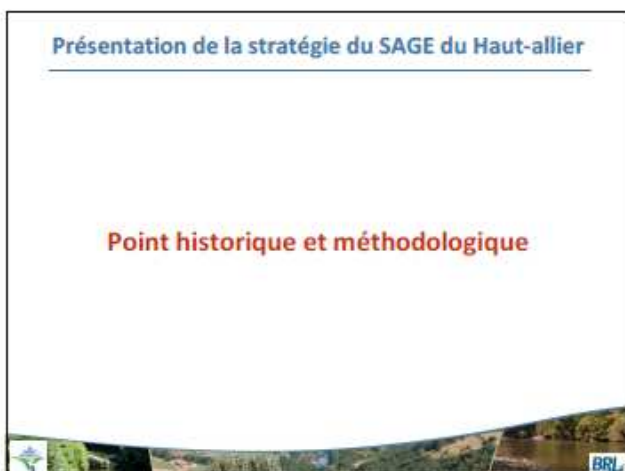 Présentation de la stratégie du SAGE du Haut-allier
Point historique et méthodologique
BRL